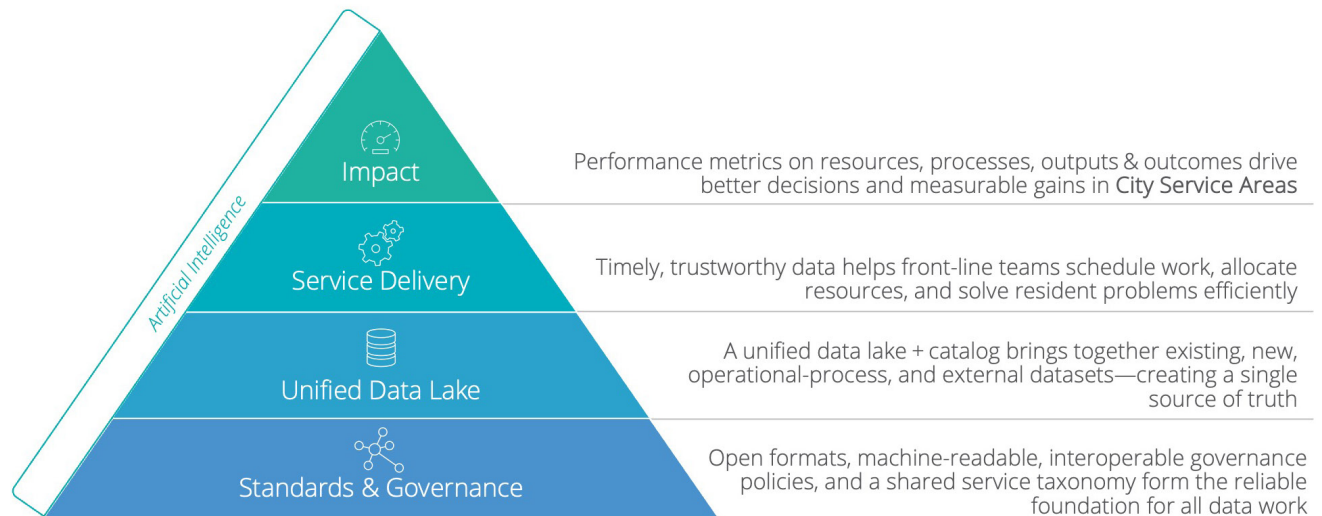 Artificial Intelligence
Impact
Performance metrics on resources, processes, outputs & outcomes drive
better decisions and measurable gains in City Service Areas
Service Delivery
Timely, trustworthy data helps front-line teams schedule work, allocate
resources, and solve resident problems efficiently
Unified Data Lake
A unified data lake + catalog brings together existing, new,
operational-process, and external datasets—creating a single
source of truth
Standards & Governance
Open formats, machine-readable, interoperable governance
policies, and a shared service taxonomy form the reliable
foundation for all data work